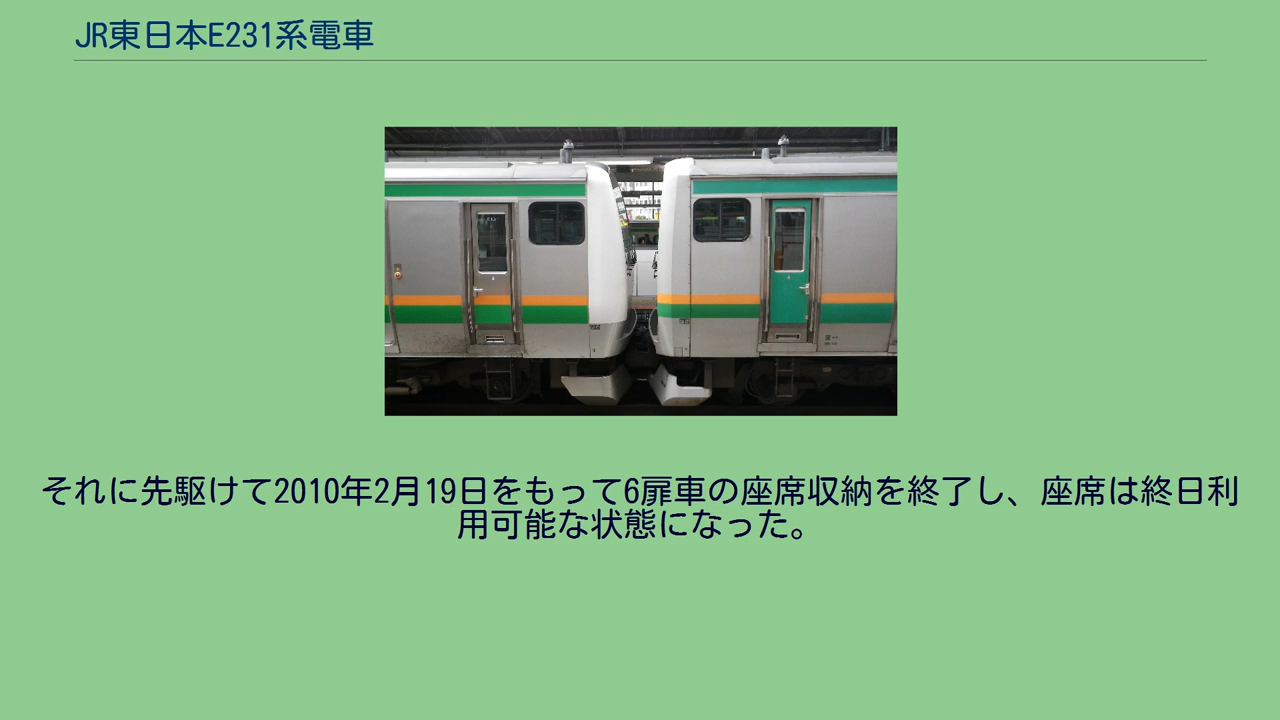 JR東日本E231系電車
それに先駆けて2010年2月19日をもって6扉車の座席収納を終了し、座席は終日利
用可能な状態になった。